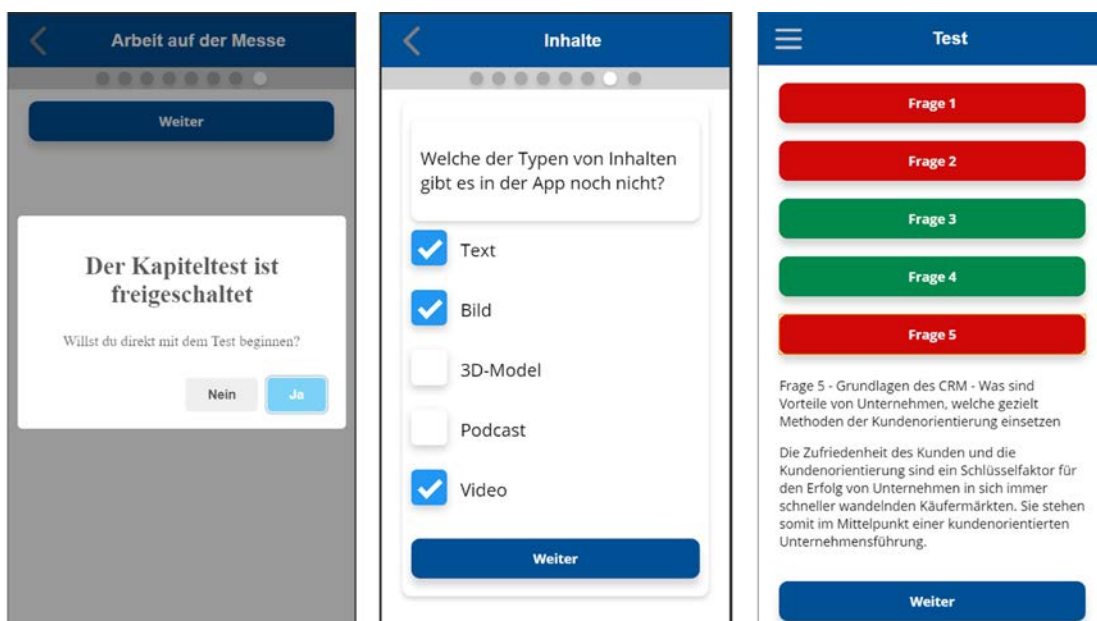 Arbeit auf der Messe
Weiter
Der Kapiteltest ist
freigeschaltet
Willst du direkt mit dem Test beginnen?
Nein
Ja
Inhalte
Welche der Typen von Inhalten
gibt es in der App noch nicht?
Text
Bild
3D-Model
Podcast
Video
Weiter
Test
Frage 1
Frage 2
Frage 3
Frage 4
Frage 5
Frage 5 - Grundlagen des CRM - Was sind
Vorteile von Unternehmen, welche gezielt
Methoden der Kundenorientierung einsetzen
Die Zufriedenheit des Kunden und die
Kundenorientierung sind ein Schlüsselfaktor für
den Erfolg von Unternehmen in sich immer
schneller wandelnden Käufermärkten. Sie stehen
somit im Mittelpunkt einer kundenorientierten
Unternehmensführung.
Weiter